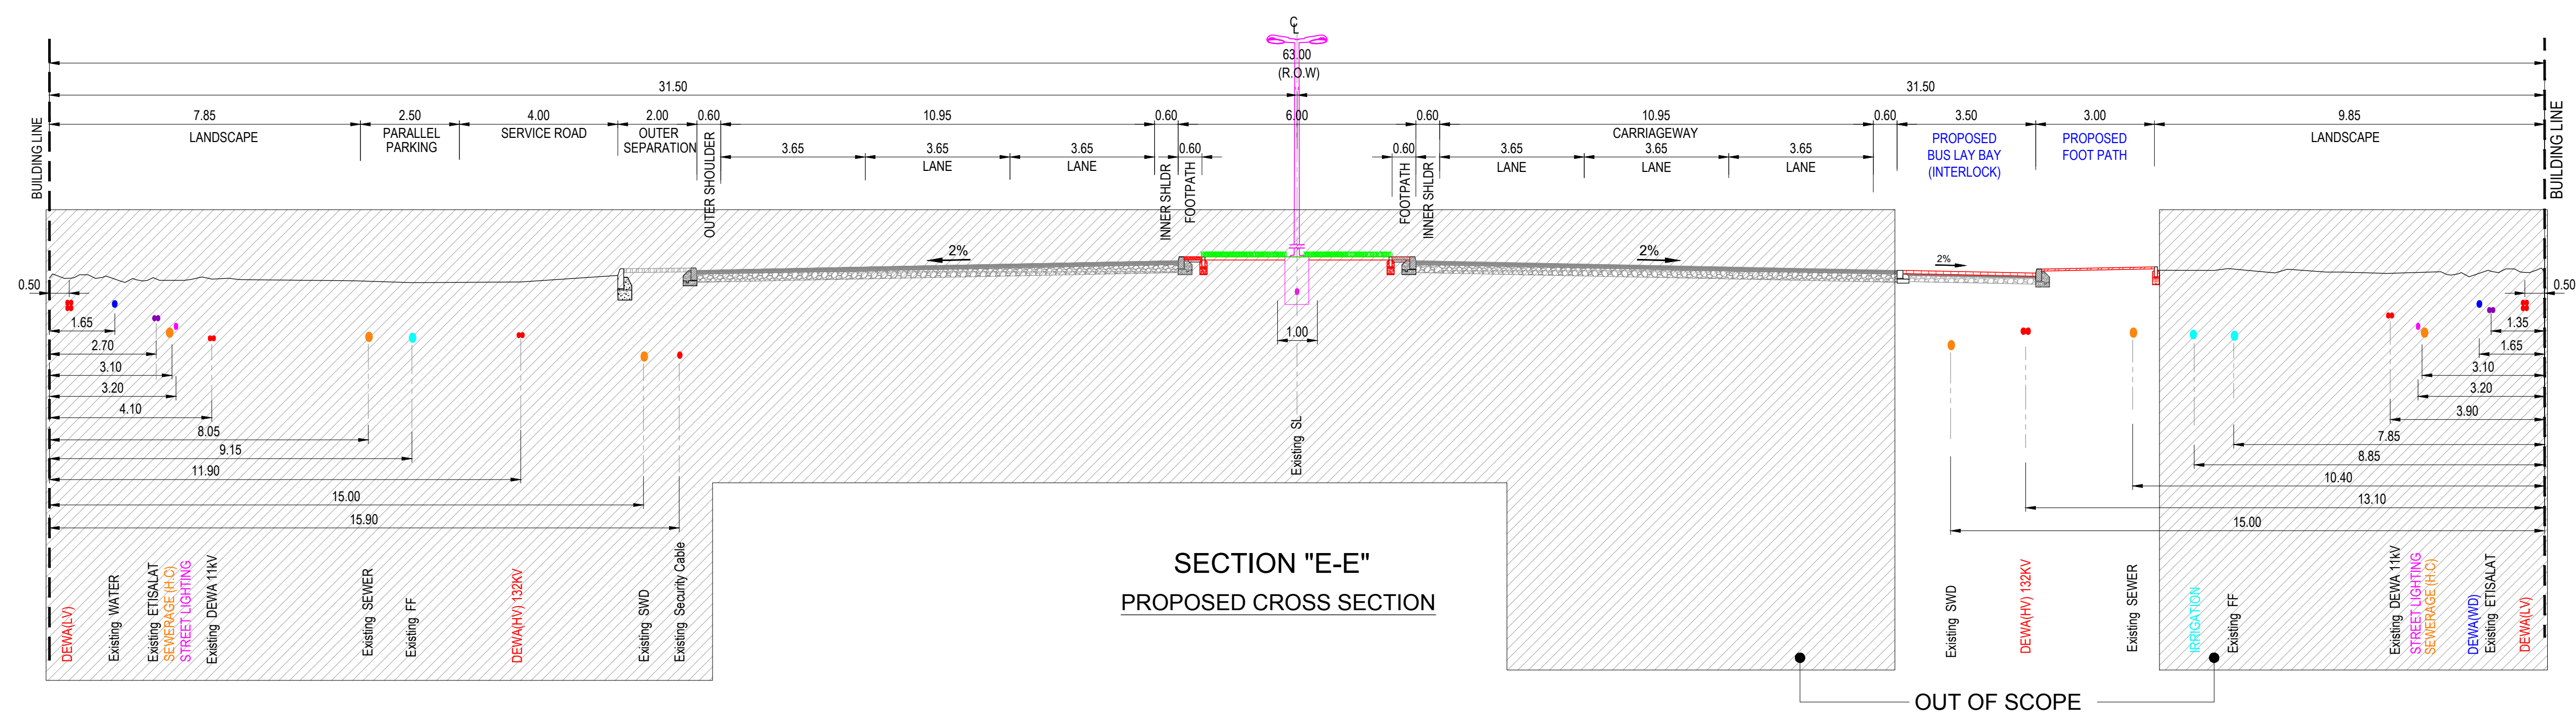 ℄
63.00
(R.O.W)
31.50
31.50
7.85
2.50
4.00
2.00
0.60
10.95
0.60
6.00
0.60
10.95
0.60
3.50
3.00
9.85
LANDSCAPE
PARALLEL
PARKING
SERVICE ROAD
OUTER
SEPARATION
CARRIAGEWAY
PROPOSED
BUS LAY BAY
(INTERLOCK)
PROPOSED
FOOT PATH
LANDSCAPE
3.65
3.65
LANE
3.65
LANE
0.60
0.60
3.65
3.65
LANE
3.65
LANE
BUILDING LINE
OUTER SHOULDER
INNER SHLDR
FOOTPATH
FOOTPATH
INNER SHLDR
BUILDING LINE
2%
2%
2%
0.50
0.50
1.65
2.70
3.10
3.20
4.10
8.05
9.15
11.90
15.00
15.90
1.00
1.35
1.65
3.10
3.20
3.90
7.85
8.85
10.40
13.10
15.00
Existing SL
DEWA(LV)
Existing WATER
Existing ETISALAT
SEWERAGE (H.C)
STREET LIGHTING
Existing DEWA 11kV
Existing SEWER
Existing FF
DEWA(HV) 132KV
Existing SWD
Existing Security Cable
SECTION "E-E"
PROPOSED CROSS SECTION
Existing SWD
DEWA(HV) 132KV
Existing SEWER
IRRIGATION
Existing FF
Existing DEWA 11kV
STREET LIGHTING
SEWERAGE (H.C)
DEWA(WD)
Existing ETISALAT
DEWA(LV)
OUT OF SCOPE